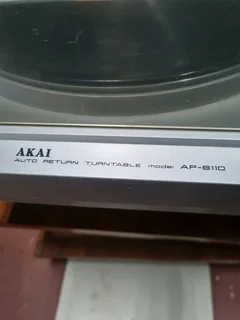 AKAI
AUTO RETURN TURNTABLE model AP-B110